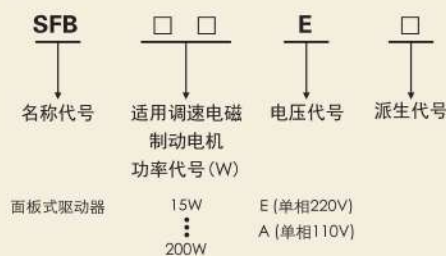 SFB □ □ E □
名称代号 适用调速电磁 电压代号 派生代号
制动电机
功率代号(W)
面板式驱动器 15W E (单相220V)
A (单相110V)
200W